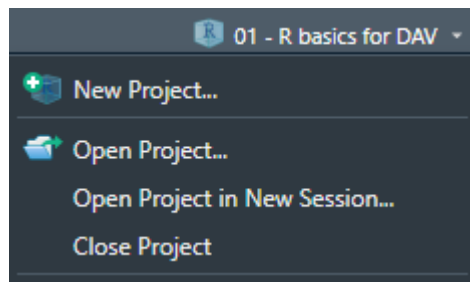 R 01 - R basics for DAV
New Project...
Open Project...
Open Project in New Session...
Close Project